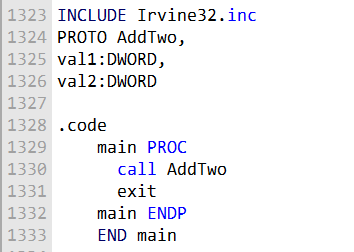 1323 INCLUDE Irvine32.inc
1324 PROTO AddTwo,
1325 val1:DWORD,
1326 val2:DWORD
1327
1328 .code
1329     main PROC
1330       call AddTwo
1331       exit
1332     main ENDP
1333     END main